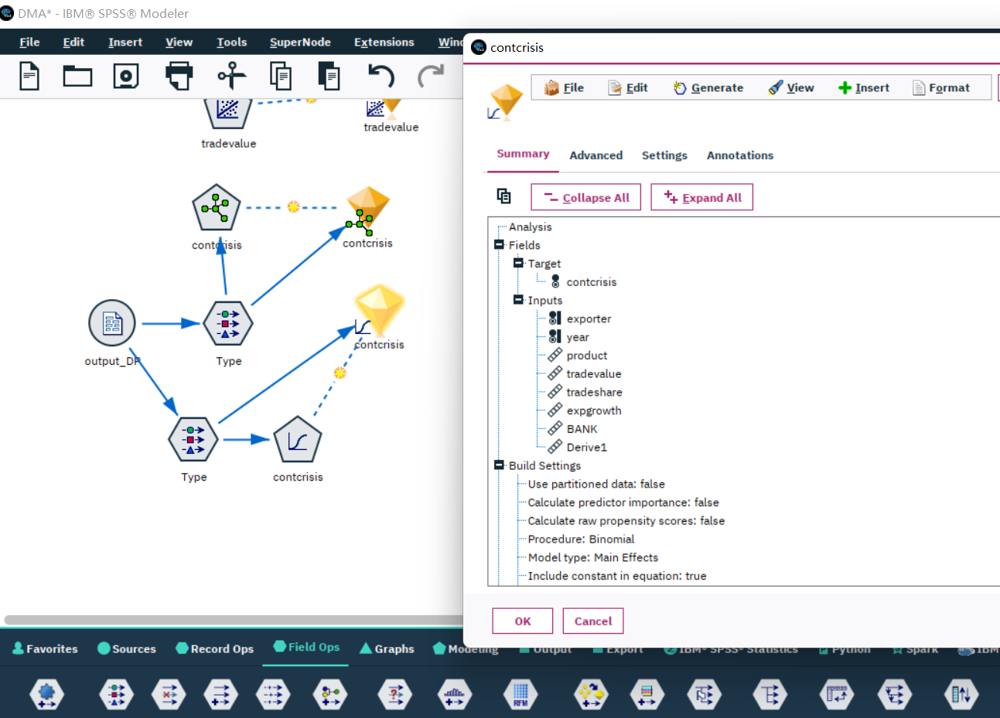 DMA* - IBM® SPSS® Modeler
File Edit Insert View Tools SuperNode Extensions
contcrisis
File Edit Generate View Insert Format
tradevalue
tradevalue
Summary Advanced Settings Annotations
Collapse All Expand All
contcrisis
contcrisis
contcrisis
output_DP
Type
Type
contcrisis
Analysis
Fields
Target
contcrisis
Inputs
exporter
year
product
tradevalue
tradeshare
expgrowth
BANK
Derive1
Build Settings
Use partitioned data: false
Calculate predictor importance: false
Calculate raw propensity scores: false
Procedure: Binomial
Model type: Main Effects
Include constant in equation: true
OK Cancel
Favorites Sources Record Ops Field Ops Graphs Modeling Output Export IBM® SPSS® Statistics Python Spark IBM
RFM